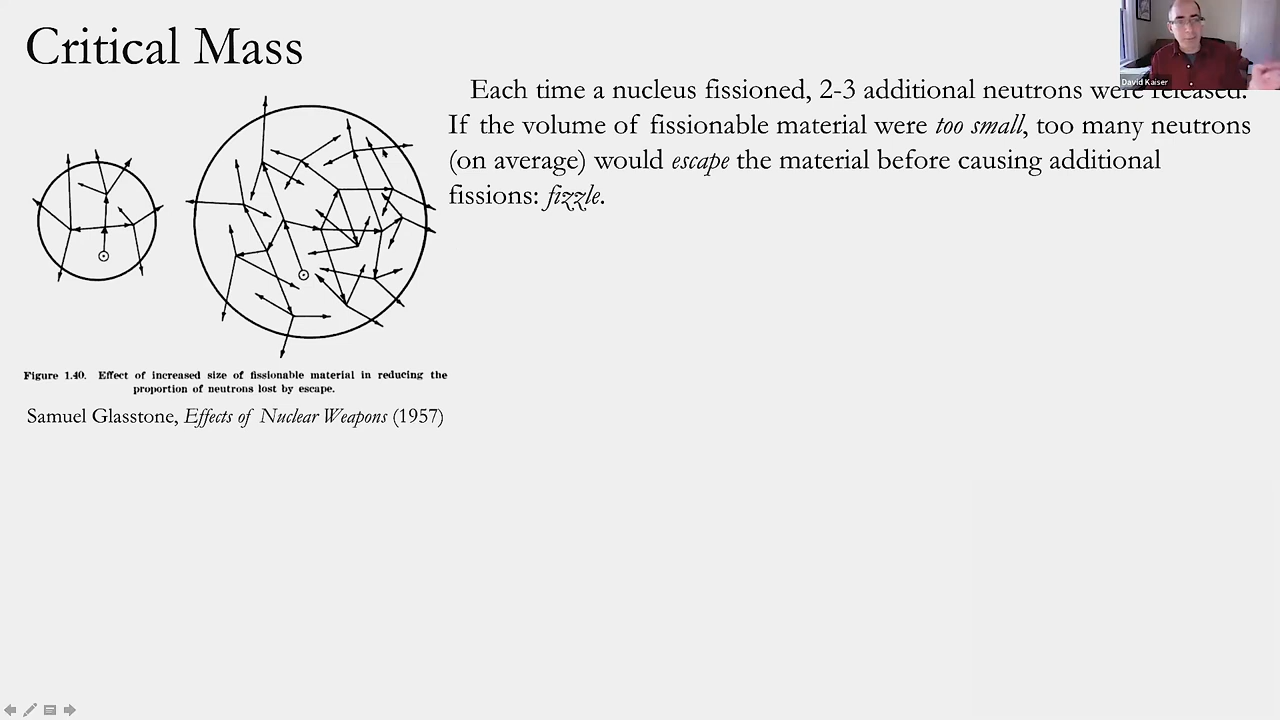 Critical Mass
David Kaiser
Each time a nucleus fissioned, 2-3 additional neutrons were released.
If the volume of fissionable material were too small, too many neutrons
(on average) would escape the material before causing additional
fissions: fizzle.
Figure 1.40. Effect of increased size of fissionable material in reducing the
proportion of neutrons lost by escape.
Samuel Glasstone, Effects of Nuclear Weapons (1957)